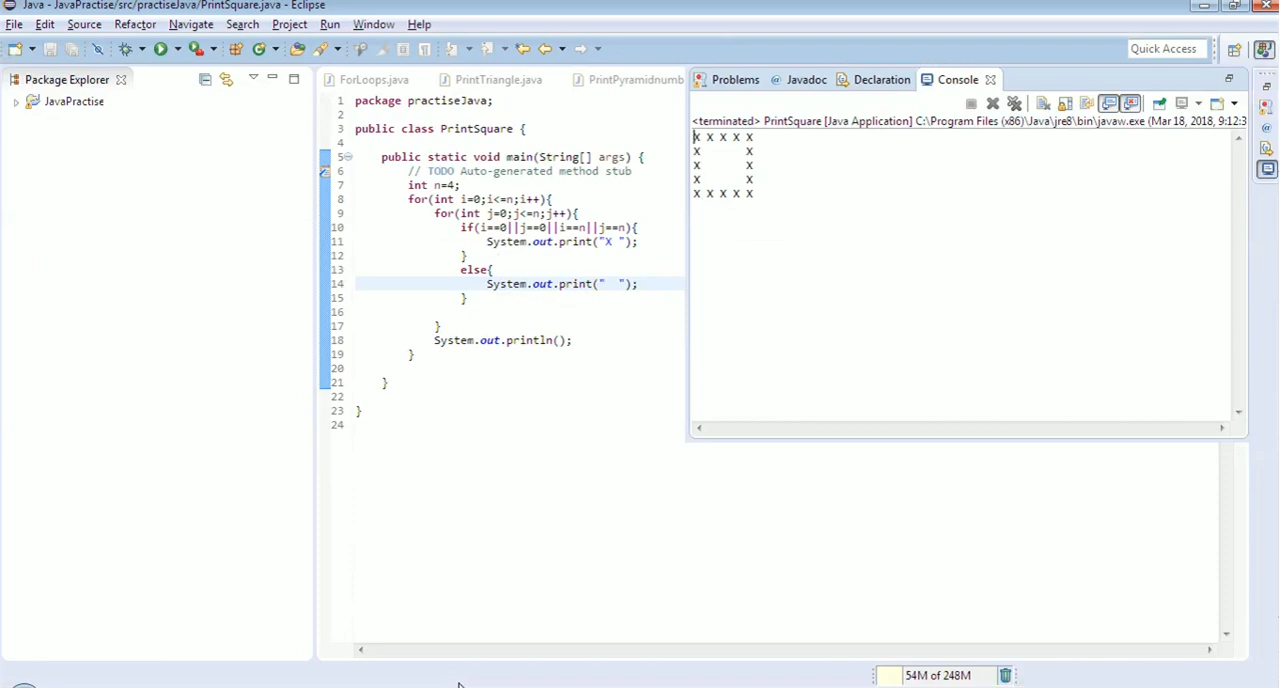 Java - JavaPractise/src/practiseJava/PrintSquare.java - Eclipse
File Edit Source Refactor Navigate Search Project Run Window Help
Quick Access
Package Explorer
JavaPractise
ForLoops.java PrintTriangle.java PrintPyramidnumb
1 package practiseJava;
2
3 public class PrintSquare {
4
5 public static void main(String[] args) {
6 // TODO Auto-generated method stub
7 int n=4;
8 for(int i=0;i<=n;i++){
9 for(int j=0;j<=n;j++){
10 if(i==0||j==0||i==n||j==n){
11 System.out.print("X ");
12 }
13 else{
14 System.out.print("  ");
15 }
16
17 }
18 System.out.println();
19 }
20
21 }
22
23 }
24
Problems Javadoc Declaration Console
<terminated> PrintSquare [Java Application] C:\Program Files (x86)\Java\jre8\bin\javaw.exe (Mar 18, 2018, 9:12:3
X X X X X
X       X
X       X
X       X
X X X X X
54M of 248M